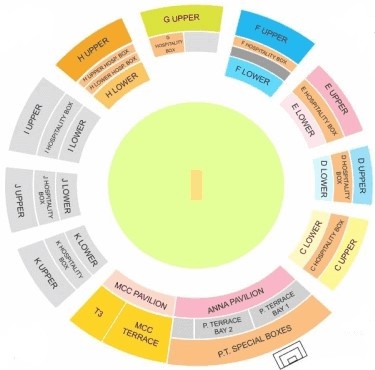 G UPPER
G
HOSPITALITY
BOX
F UPPER
F HOSPITALITY BOX
F LOWER
H UPPER
H UPPER HOSP. BOX
H LOWER HOSP. BOX
H LOWER
E UPPER
E HOSPITALITY BOX
E LOWER
I UPPER
I HOSPITALITY BOX
I LOWER
D UPPER
D HOSPITALITY
BOX
D LOWER
J UPPER
J HOSPITALITY
BOX
J LOWER
C UPPER
C HOSPITALITY BOX
C LOWER
K UPPER
K HOSPITALITY
BOX
K LOWER
MCC PAVILION
ANNA PAVILION
T3
MCC
TERRACE
P. TERRACE
BAY 2
P. TERRACE
BAY 1
P.T. SPECIAL BOXES